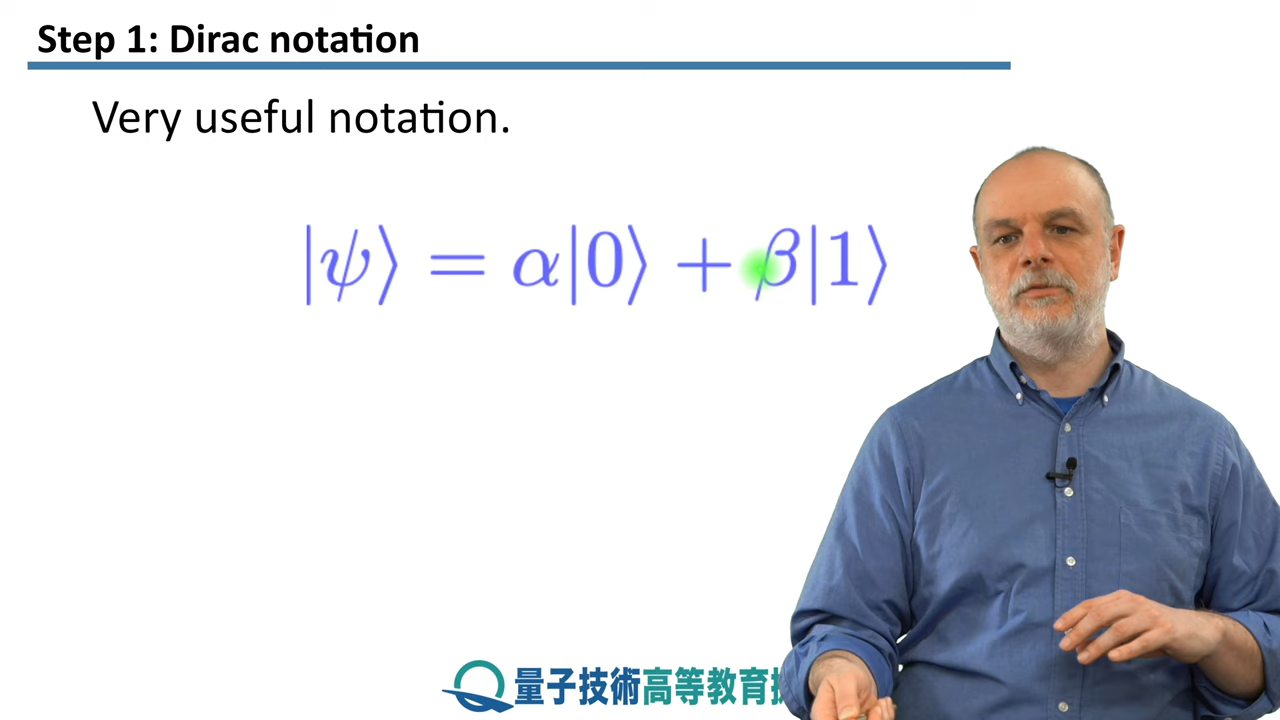 Step 1: Dirac notation
Very useful notation.
|ψ⟩ = α|0⟩ + β|1⟩
量子技術高等教育